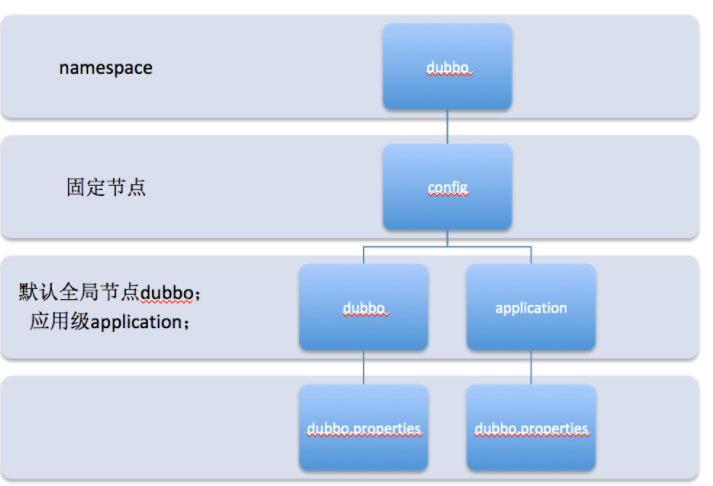 namespace
dubbo
固定节点
config
默认全局节点dubbo；
应用级application；
dubbo
application
dubbo.properties
dubbo.properties